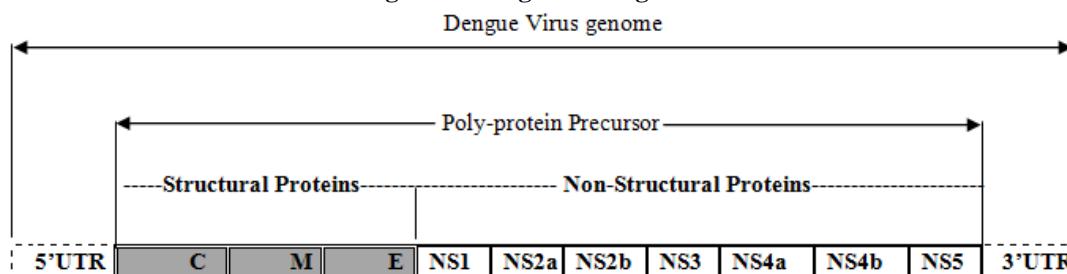 Dengue Virus genome
Poly-protein Precursor
-----Structural Proteins-------------------------- Non-Structural Proteins-----------------------
5’UTR C M E NS1 NS2a NS2b NS3 NS4a NS4b NS5 3’UTR